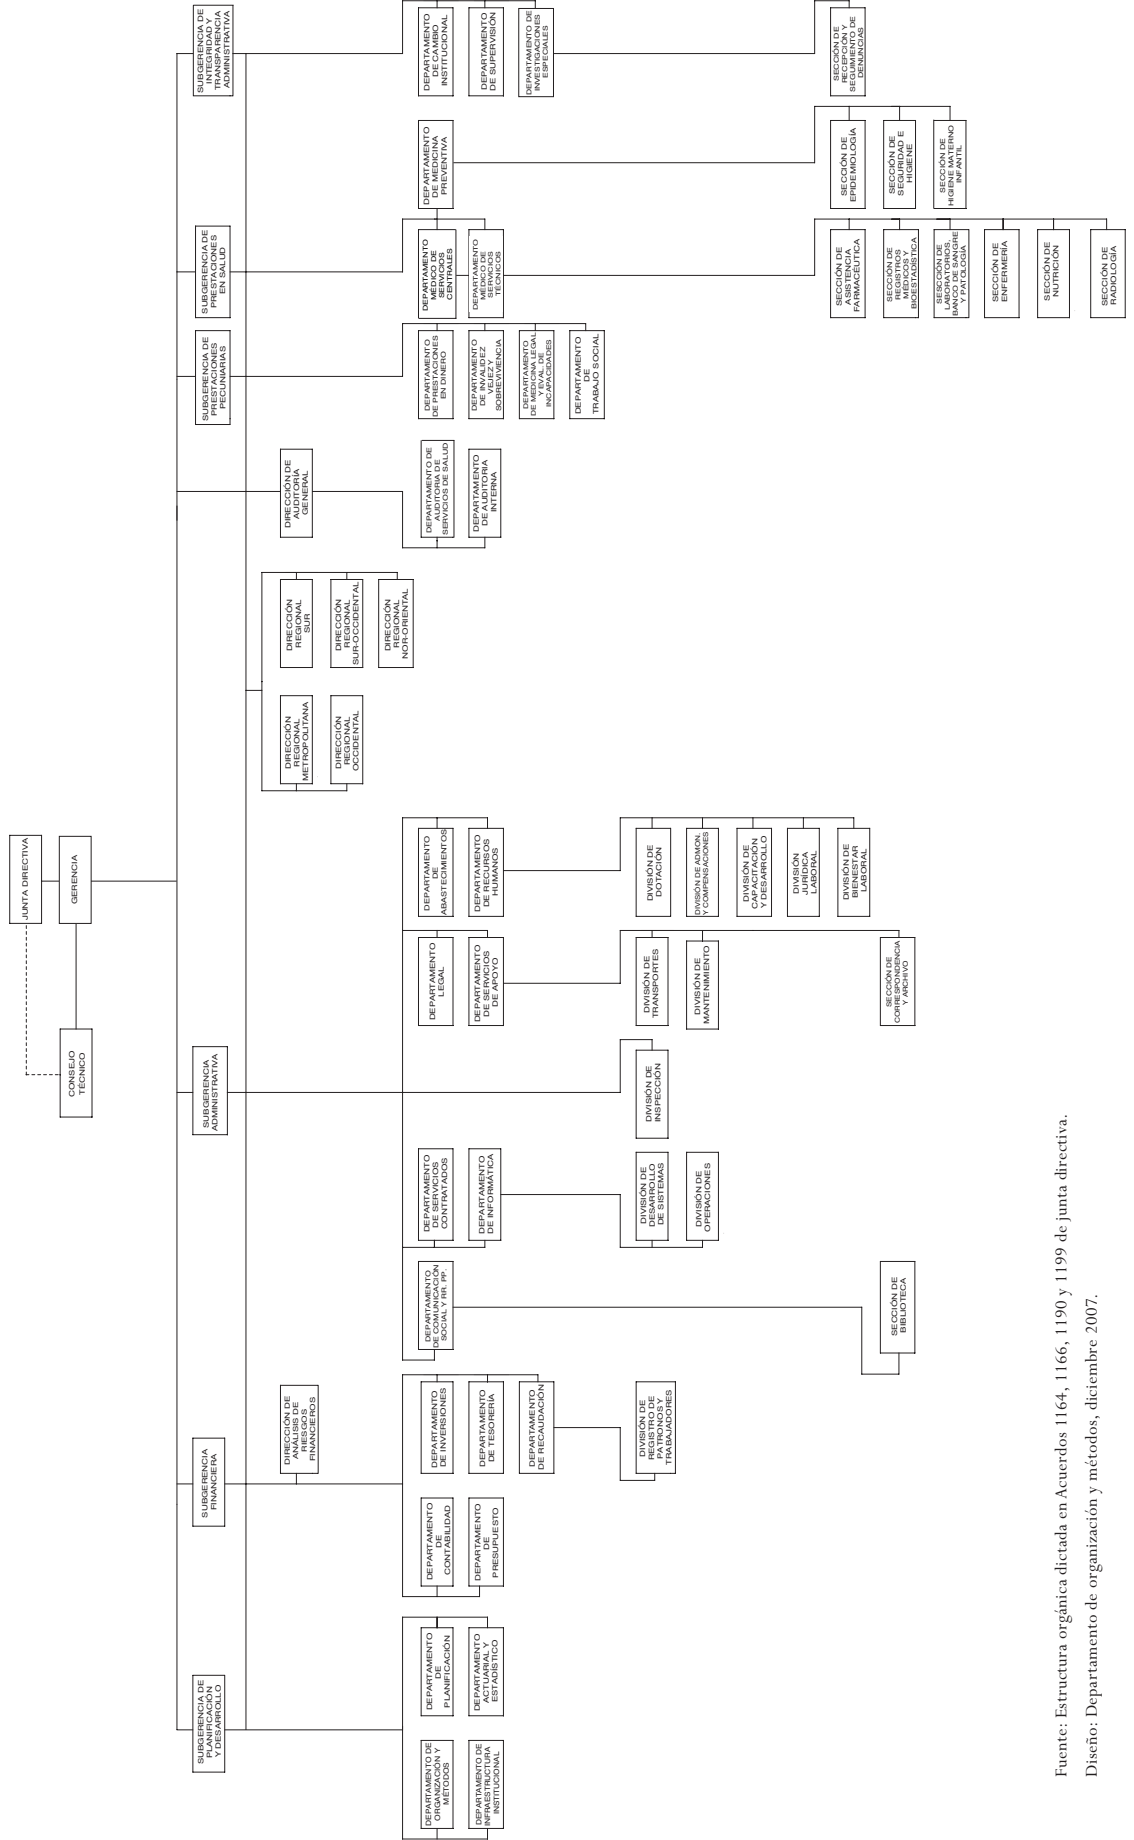 JUNTA DIRECTIVA
GERENCIA
CONSEJO
TÉCNICO
SUBGERENCIA DE
PLANIFICACIÓN
Y DESARROLLO
SUBGERENCIA
FINANCIERA
SUBGERENCIA
ADMINISTRATIVA
SUBGERENCIA DE
PRESTACIONES
PECUNIARIAS
SUBGERENCIA DE
PRESTACIONES
EN SALUD
SUBGERENCIA DE
INTEGRIDAD Y
TRANSPARENCIA
ADMINISTRATIVA
DIRECCIÓN DE
ANÁLISIS DE
RIESGOS
FINANCIEROS
DIRECCIÓN
REGIONAL
METROPOLITANA
DIRECCIÓN
REGIONAL
OCCIDENTAL
DIRECCIÓN
REGIONAL
SUR
DIRECCIÓN
REGIONAL
SUR-OCCIDENTAL
DIRECCIÓN
REGIONAL
NOR-ORIENTAL
DIRECCIÓN DE
AUDITORÍA
GENERAL
DEPARTAMENTO DE
ORGANIZACIÓN Y
MÉTODOS
DEPARTAMENTO DE
INFRAESTRUCTURA
INSTITUCIONAL
DEPARTAMENTO
DE
PLANIFICACIÓN
DEPARTAMENTO
ACTUARIAL Y
ESTADÍSTICO
DEPARTAMENTO
DE
CONTABILIDAD
DEPARTAMENTO
DE
PRESUPUESTO
DEPARTAMENTO
DE INVERSIONES
DEPARTAMENTO
DE TESORERÍA
DEPARTAMENTO
DE RECAUDACIÓN
DIVISIÓN DE
REGISTRO DE
PATRONOS Y
TRABAJADORES
DEPARTAMENTO
DE COMUNICACIÓN
SOCIAL Y RR. PP.
SECCIÓN DE
BIBLIOTECA
DEPARTAMENTO
DE SERVICIOS
CONTRATADOS
DEPARTAMENTO
DE INFORMÁTICA
DIVISIÓN DE
DESARROLLO
DE SISTEMAS
DIVISIÓN DE
OPERACIONES
DIVISIÓN DE
INSPECCIÓN
DEPARTAMENTO
LEGAL
DEPARTAMENTO
DE SERVICIOS
DE APOYO
DIVISIÓN DE
TRANSPORTES
DIVISIÓN DE
MANTENIMIENTO
SECCIÓN DE
CORRESPONDENCIA
Y ARCHIVO
DEPARTAMENTO
DE
ABASTECIMIENTOS
DEPARTAMENTO
DE RECURSOS
HUMANOS
DIVISIÓN DE
DOTACIÓN
DIVISIÓN DE ADMON.
Y COMPENSACIONES
DIVISIÓN DE
CAPACITACIÓN
Y DESARROLLO
DIVISIÓN
JURÍDICA
LABORAL
DIVISIÓN DE
BIENESTAR
LABORAL
DEPARTAMENTO DE
AUDITORIA DE
SERVICIOS DE SALUD
DEPARTAMENTO
DE AUDITORIA
INTERNA
DEPARTAMENTO
DE PRESTACIONES
EN DINERO
DEPARTAMENTO
DE INVALIDEZ
VEJEZ Y
SOBREVIVENCIA
DEPARTAMENTO
DE MEDICINA LEGAL
Y EVAL. DE
INCAPACIDADES
DEPARTAMENTO
DE
TRABAJO SOCIAL
DEPARTAMENTO
MÉDICO DE
SERVICIOS
CENTRALES
DEPARTAMENTO
MÉDICO DE
SERVICIOS
TÉCNICOS
SECCIÓN DE
ASISTENCIA
FARMACÉUTICA
SECCIÓN DE
REGISTROS
MÉDICOS Y
BIOESTADÍSTICA
SESCCIÓN DE
LABORATORIOS,
BANCO DE SANGRE
Y PATOLOGÍA
SECCIÓN DE
ENFERMERÍA
SECCIÓN DE
NUTRICIÓN
SECCIÓN DE
RADIOLOGÍA
DEPARTAMENTO
DE MEDICINA
PREVENTIVA
SECCIÓN DE
EPIDEMIOLOGÍA
SECCIÓN DE
SEGURIDAD E
HIGIENE
SECCIÓN DE
HIGIENE MATERNO
INFANTIL
DEPARTAMENTO
DE CAMBIO
INSTITUCIONAL
DEPARTAMENTO
DE SUPERVISIÓN
DEPARTAMENTO DE
INVESTIGACIONES
ESPECIALES
SECCIÓN DE
RECEPCIÓN Y
SEGUIMIENTO DE
DENUNCIAS
Fuente: Estructura orgánica dictada en Acuerdos 1164, 1166, 1190 y 1199 de junta directiva.
Diseño: Departamento de organización y métodos, diciembre 2007.